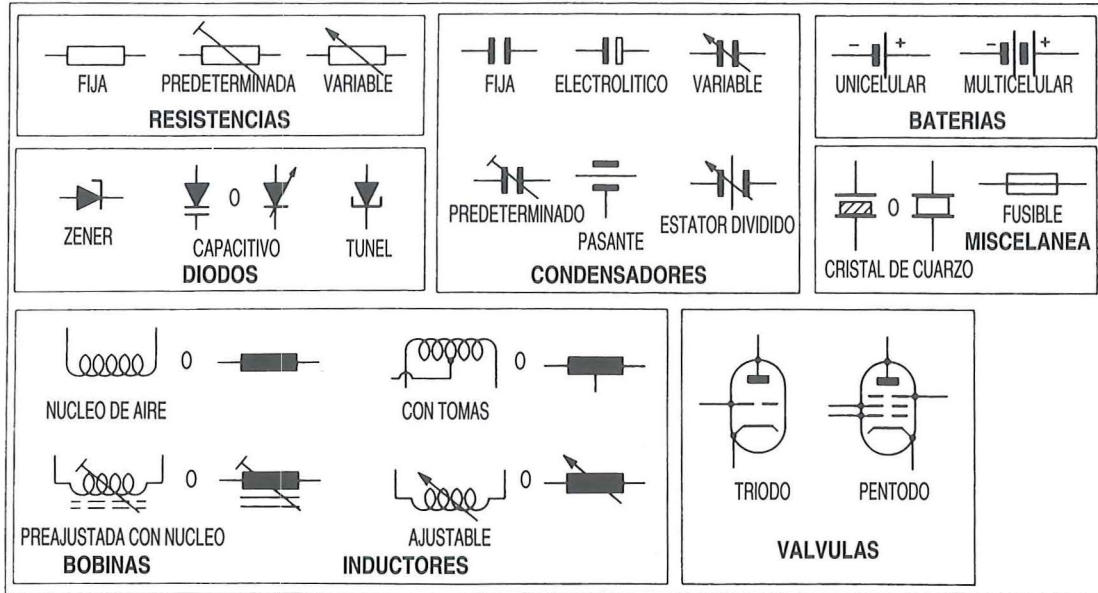 FIJA PREDETERMINADA VARIABLE
RESISTENCIAS
FIJA ELECTROLITICO VARIABLE
PREDETERMINADO
PASANTE
ESTATOR DIVIDIDO
CONDENSADORES
- + - +
UNICELULAR MULTICELULAR
BATERIAS
ZENER
O
CAPACITIVO
TUNEL
DIODOS
O
FUSIBLE
MISCELANEA
CRISTAL DE CUARZO
O O
NUCLEO DE AIRE CON TOMAS
O O
PREAJUSTADA CON NUCLEO AJUSTABLE
BOBINAS INDUCTORES
TRIODO PENTODO
VALVULAS